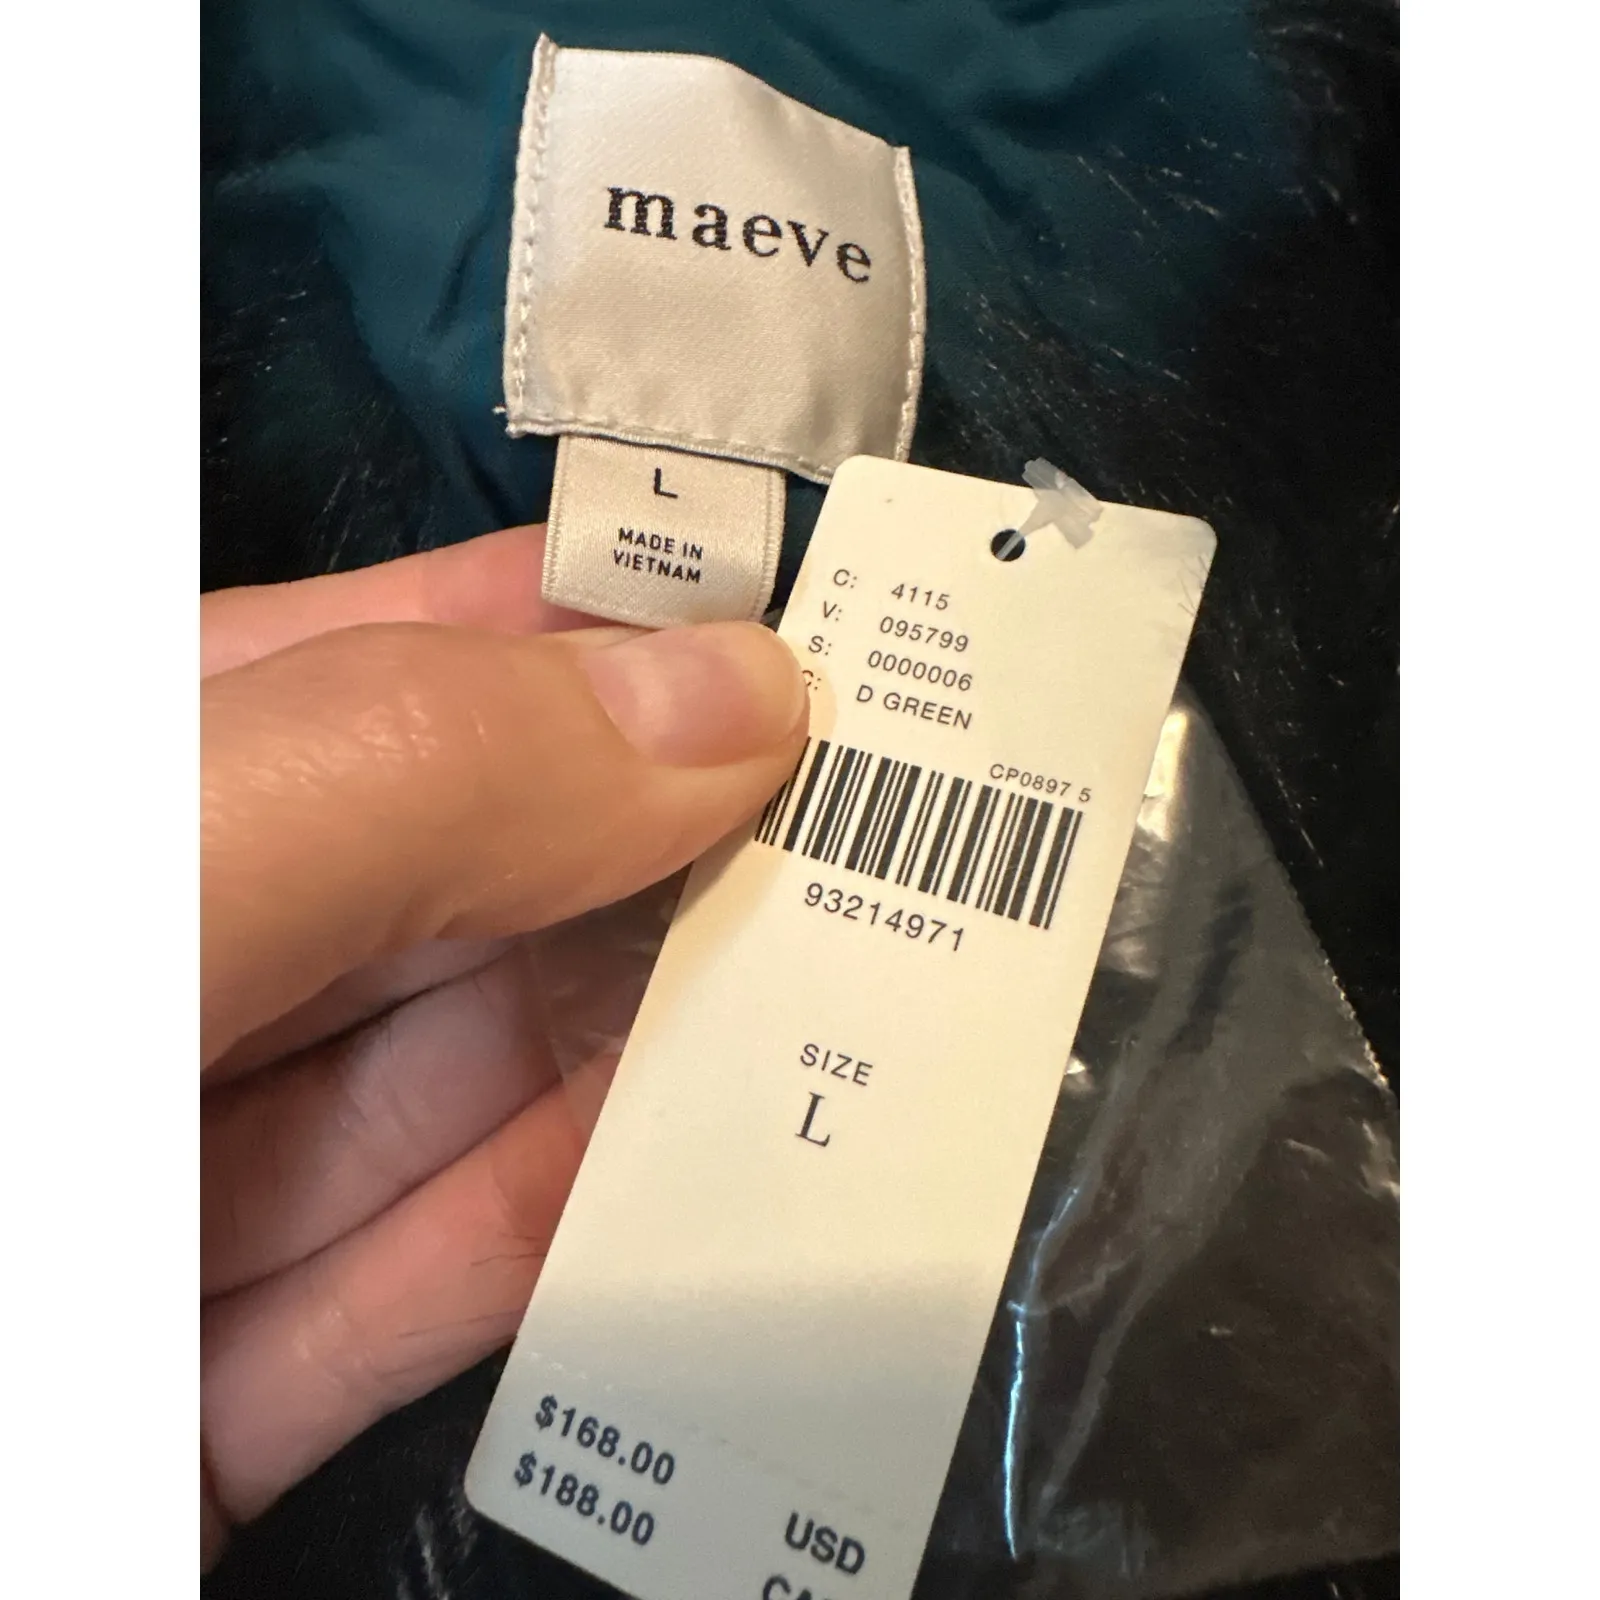 maeve
L
MADE IN
VIETNAM
C: 4115
V: 095799
S: 0000006
C: D GREEN
CP0897 5
93214971
SIZE
L
$168.00
$188.00
USD